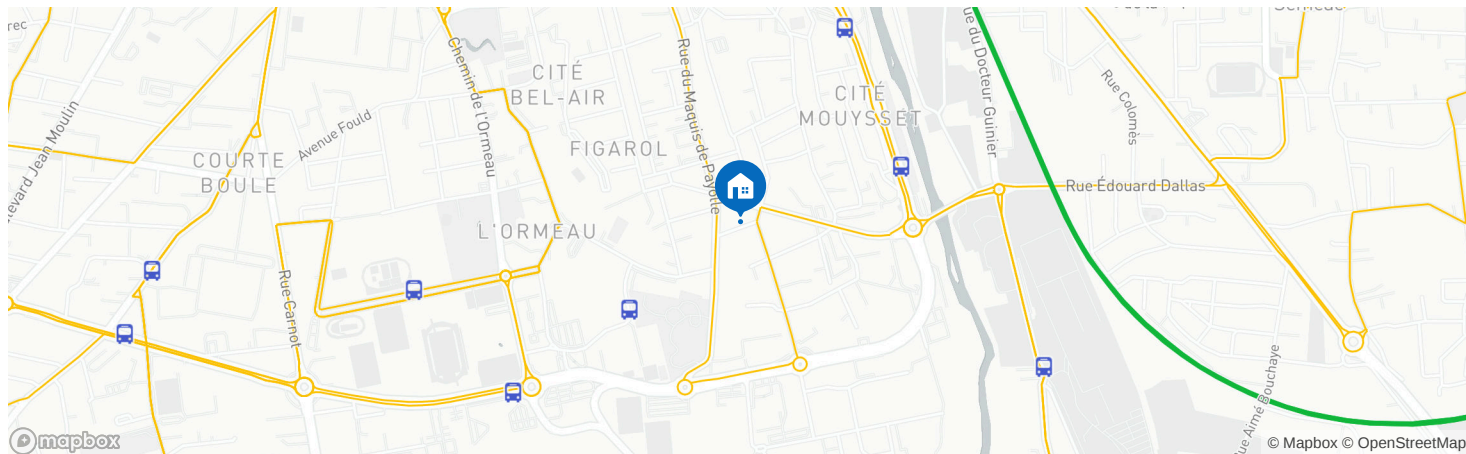 Chemin de l'Ormeau
CITÉ
BEL-AIR
Rue du Maquis de Payolle
CITÉ
MOUYSSET
Rue du Docteur Guinier
Rue Colomès
Avenue Fould
COURTE
BOULE
FIGAROL
L'ORMEAU
Rue Édouard Dallas
Rue Carnot
Rue Aimé Bouchaye
mapbox
© Mapbox © OpenStreetMap